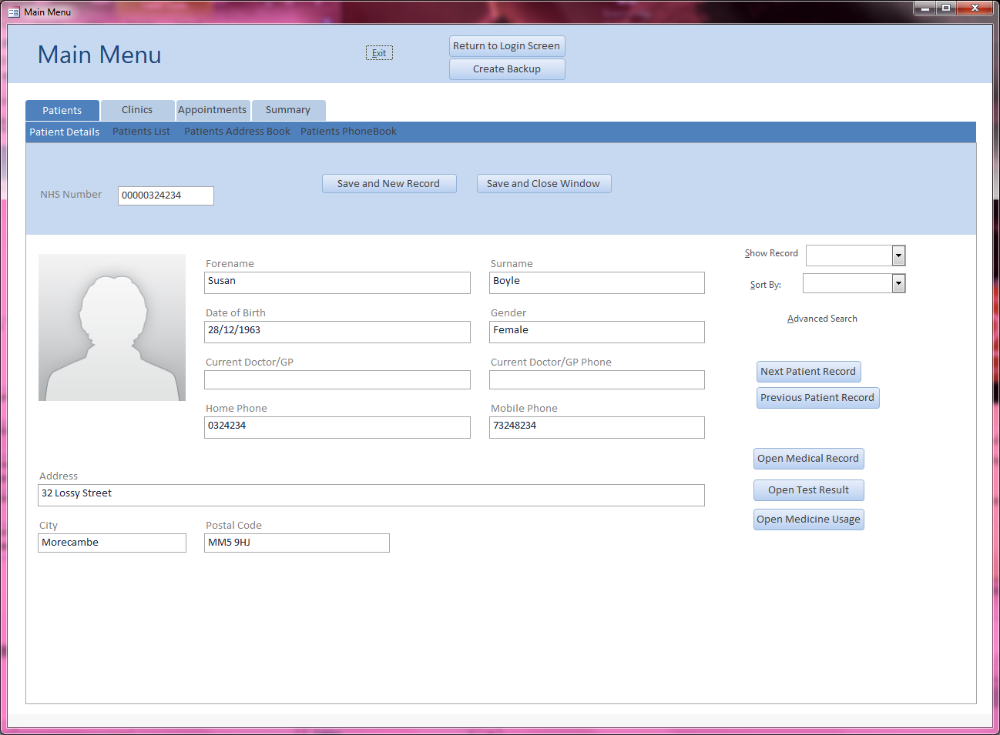 Main Menu
Main Menu
Exit
Return to Login Screen
Create Backup
Patients
Clinics
Appointments
Summary
Patient Details
Patients List
Patients Address Book
Patients PhoneBook
NHS Number
00000324234
Save and New Record
Save and Close Window
Show Record
Sort By:
Advanced Search
Forename
Surname
Susan
Boyle
Date of Birth
Gender
28/12/1963
Female
Current Doctor/GP
Current Doctor/GP Phone
Home Phone
Mobile Phone
0324234
73248234
Next Patient Record
Previous Patient Record
Open Medical Record
Open Test Result
Open Medicine Usage
Address
32 Lossy Street
City
Postal Code
Morecambe
MM5 9HJ